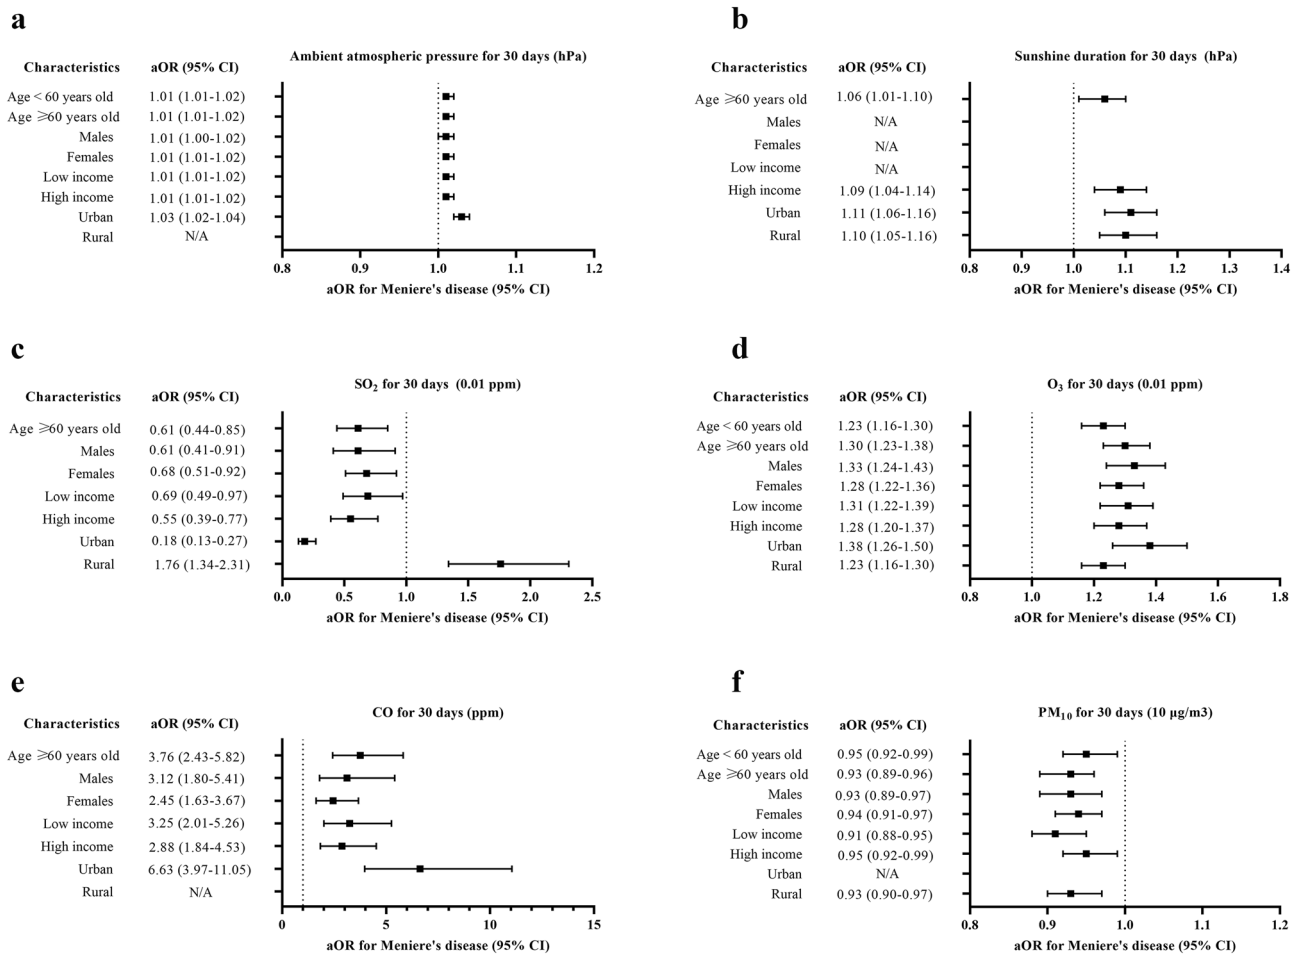 a
Ambient atmospheric pressure for 30 days (hPa)
Characteristics aOR (95% CI)
Age < 60 years old 1.01 (1.01-1.02)
Age ⩾60 years old 1.01 (1.01-1.02)
Males 1.01 (1.00-1.02)
Females 1.01 (1.01-1.02)
Low income 1.01 (1.01-1.02)
High income 1.01 (1.01-1.02)
Urban 1.03 (1.02-1.04)
Rural N/A
0.8 0.9 1.0 1.1 1.2
aOR for Meniere's disease (95% CI)
b
Sunshine duration for 30 days (hPa)
Characteristics aOR (95% CI)
Age ⩾60 years old 1.06 (1.01-1.10)
Males N/A
Females N/A
Low income N/A
High income 1.09 (1.04-1.14)
Urban 1.11 (1.06-1.16)
Rural 1.10 (1.05-1.16)
0.8 0.9 1.0 1.1 1.2 1.3 1.4
aOR for Meniere's disease (95% CI)
c
SO2 for 30 days (0.01 ppm)
Characteristics aOR (95% CI)
Age ⩾60 years old 0.61 (0.44-0.85)
Males 0.61 (0.41-0.91)
Females 0.68 (0.51-0.92)
Low income 0.69 (0.49-0.97)
High income 0.55 (0.39-0.77)
Urban 0.18 (0.13-0.27)
Rural 1.76 (1.34-2.31)
0.0 0.5 1.0 1.5 2.0 2.5
aOR for Meniere's disease (95% CI)
d
O3 for 30 days (0.01 ppm)
Characteristics aOR (95% CI)
Age < 60 years old 1.23 (1.16-1.30)
Age ⩾60 years old 1.30 (1.23-1.38)
Males 1.33 (1.24-1.43)
Females 1.28 (1.22-1.36)
Low income 1.31 (1.22-1.39)
High income 1.28 (1.20-1.37)
Urban 1.38 (1.26-1.50)
Rural 1.23 (1.16-1.30)
0.8 1.0 1.2 1.4 1.6 1.8
aOR for Meniere's disease (95% CI)
e
CO for 30 days (ppm)
Characteristics aOR (95% CI)
Age ⩾60 years old 3.76 (2.43-5.82)
Males 3.12 (1.80-5.41)
Females 2.45 (1.63-3.67)
Low income 3.25 (2.01-5.26)
High income 2.88 (1.84-4.53)
Urban 6.63 (3.97-11.05)
Rural N/A
0 5 10 15
aOR for Meniere's disease (95% CI)
f
PM10 for 30 days (10 μg/m3)
Characteristics aOR (95% CI)
Age < 60 years old 0.95 (0.92-0.99)
Age ⩾60 years old 0.93 (0.89-0.96)
Males 0.93 (0.89-0.97)
Females 0.94 (0.91-0.97)
Low income 0.91 (0.88-0.95)
High income 0.95 (0.92-0.99)
Urban N/A
Rural 0.93 (0.90-0.97)
0.8 0.9 1.0 1.1 1.2
aOR for Meniere's disease (95% CI)